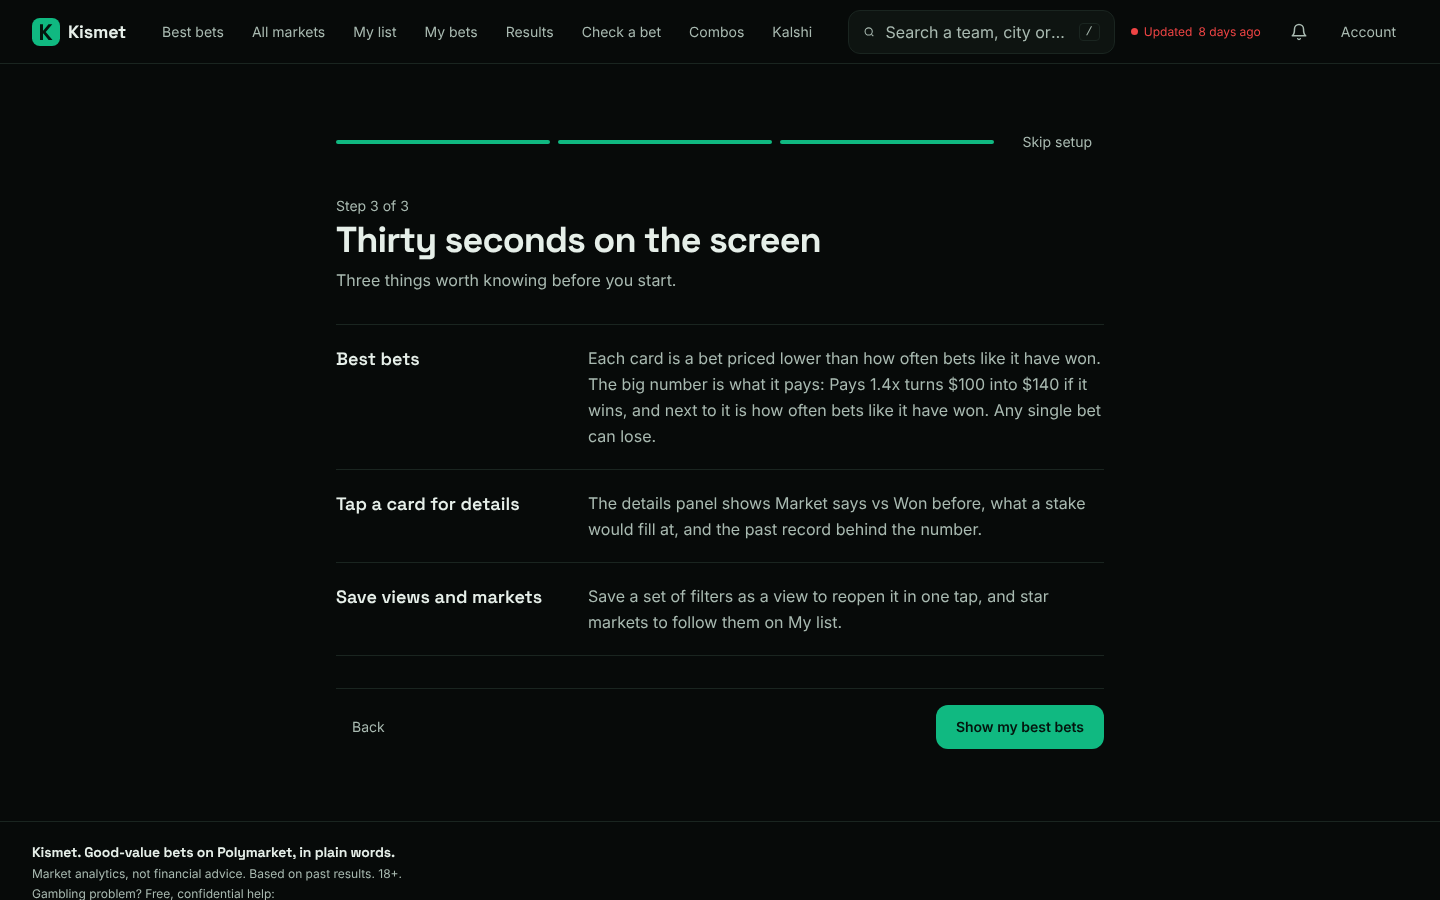 K Kismet Best bets All markets My list My bets Results Check a bet Combos Kalshi Search a team, city or... / Updated 8 days ago Account
Skip setup
Step 3 of 3
Thirty seconds on the screen
Three things worth knowing before you start.
Best bets
Each card is a bet priced lower than how often bets like it have won.
The big number is what it pays: Pays 1.4x turns $100 into $140 if it
wins, and next to it is how often bets like it have won. Any single bet
can lose.
Tap a card for details
The details panel shows Market says vs Won before, what a stake
would fill at, and the past record behind the number.
Save views and markets
Save a set of filters as a view to reopen it in one tap, and star
markets to follow them on My list.
Back Show my best bets
Kismet. Good-value bets on Polymarket, in plain words.
Market analytics, not financial advice. Based on past results. 18+.
Gambling problem? Free, confidential help: